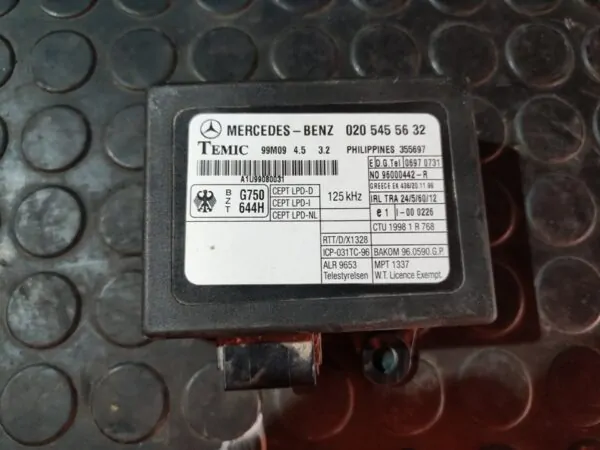 MERCEDES-BENZ 020 545 56 32
TEMIC 99M09 4.5 3.2 PHILIPPINES 355697
A1U99080031
E.D.G.Tel 0697 0731
NO 96000442-R
GREECE EA 436/20.11.96
IRL TRA 24/5/60/12
e1 I-00 0226
CTU 1998 1 R 768
BZT G750 644H
CEPT LPD-D
CEPT LPD-I
CEPT LPD-NL
125 kHz
RTT/D/X1328
ICP-031TC-96 BAKOM 96.0590.G.P.
ALR 9653 MPT 1337
Telestyrelsen W.T. Licence Exempt.